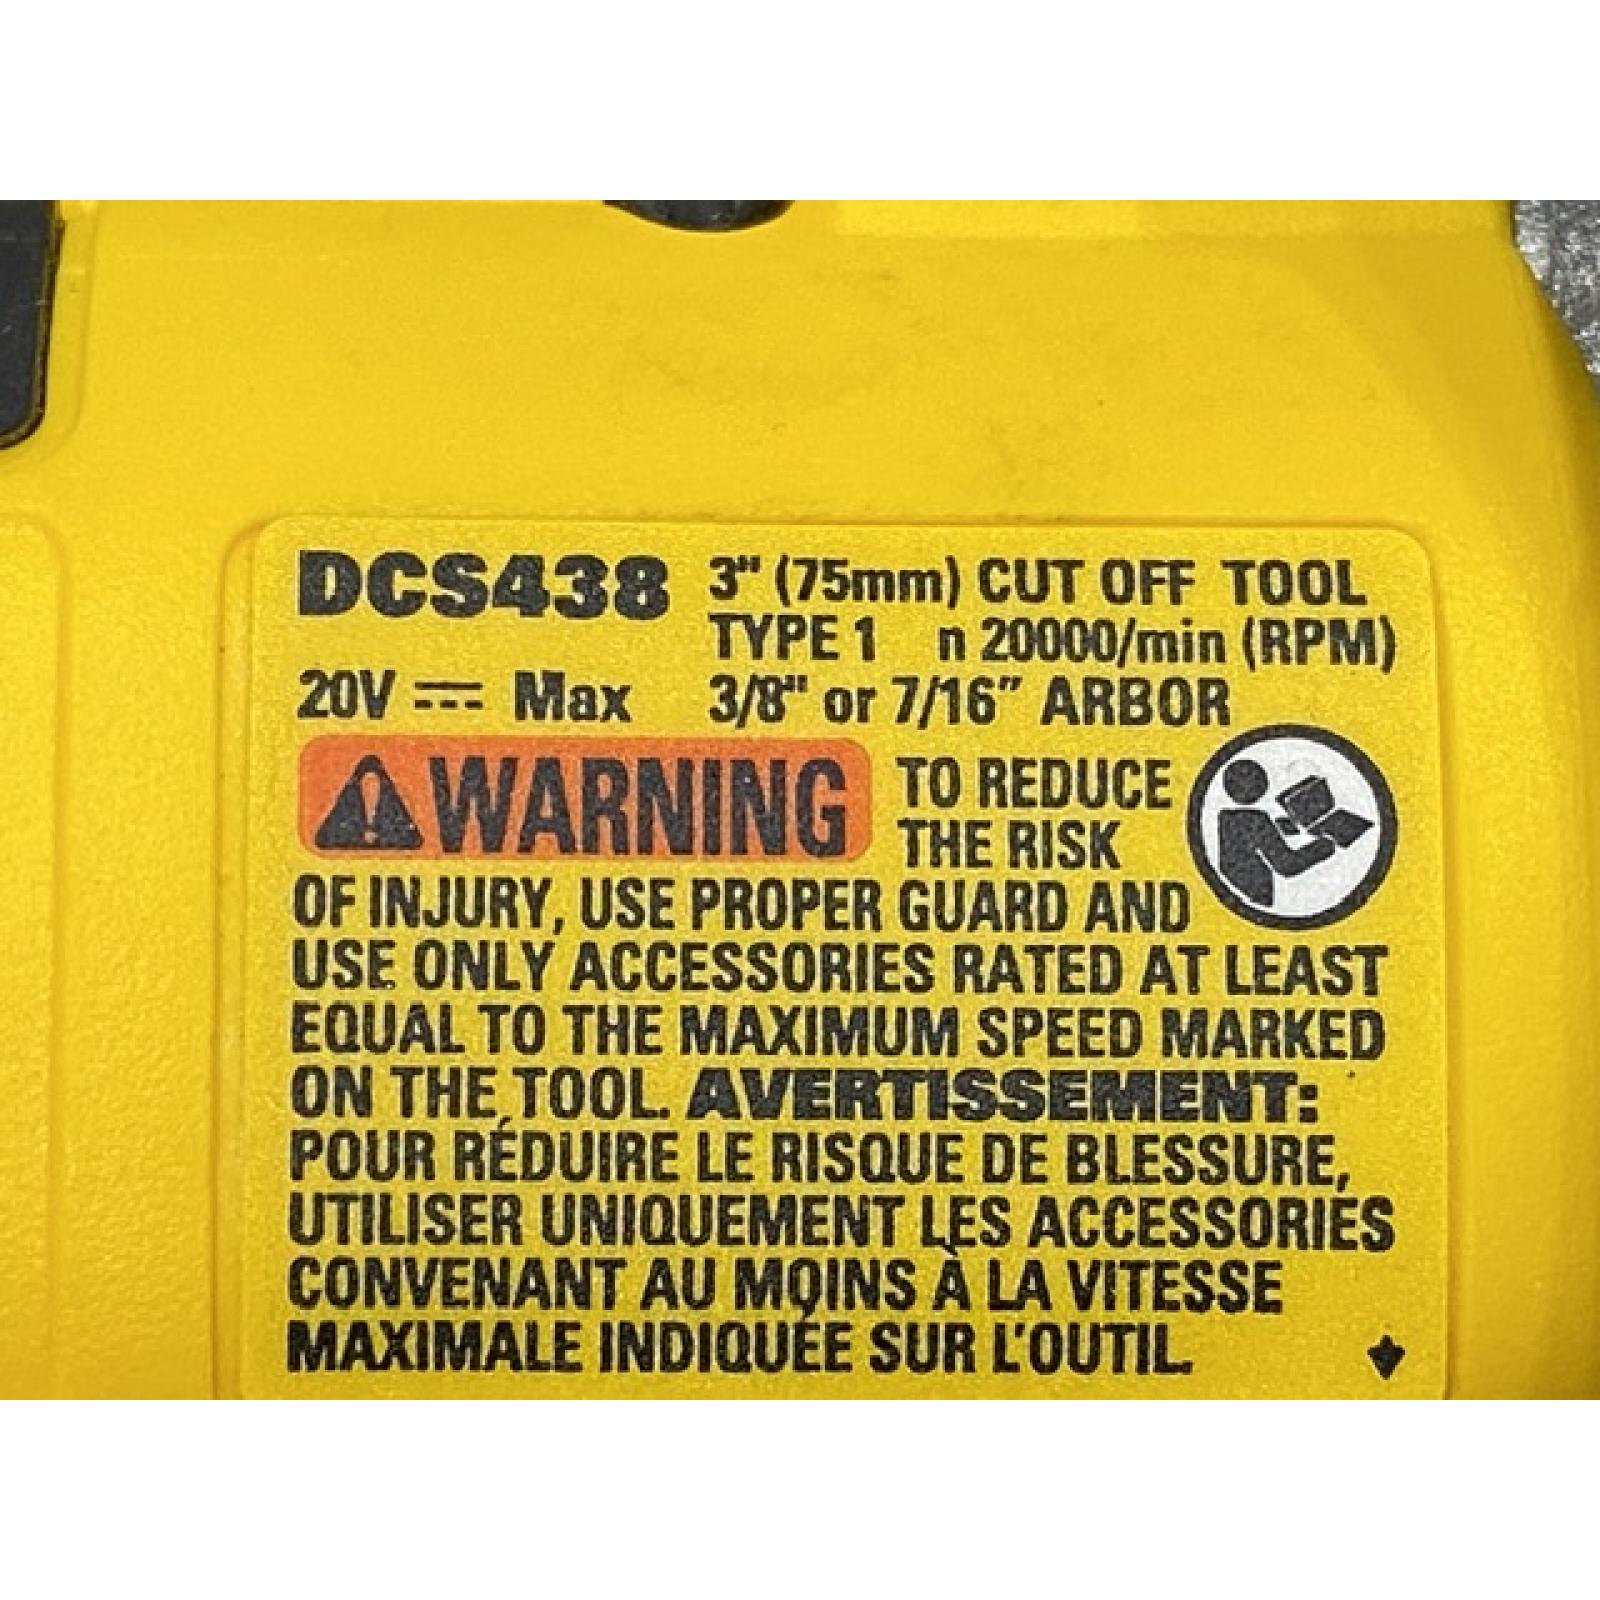 DCS438 3" (75mm) CUT OFF TOOL
TYPE 1 n 20000/min (RPM)
20V ⎓ Max 3/8" or 7/16" ARBOR
⚠WARNING TO REDUCE
THE RISK
OF INJURY, USE PROPER GUARD AND
USE ONLY ACCESSORIES RATED AT LEAST
EQUAL TO THE MAXIMUM SPEED MARKED
ON THE TOOL. AVERTISSEMENT:
POUR RÉDUIRE LE RISQUE DE BLESSURE,
UTILISER UNIQUEMENT LES ACCESSORIES
CONVENANT AU MOINS À LA VITESSE
MAXIMALE INDIQUÉE SUR L'OUTIL.